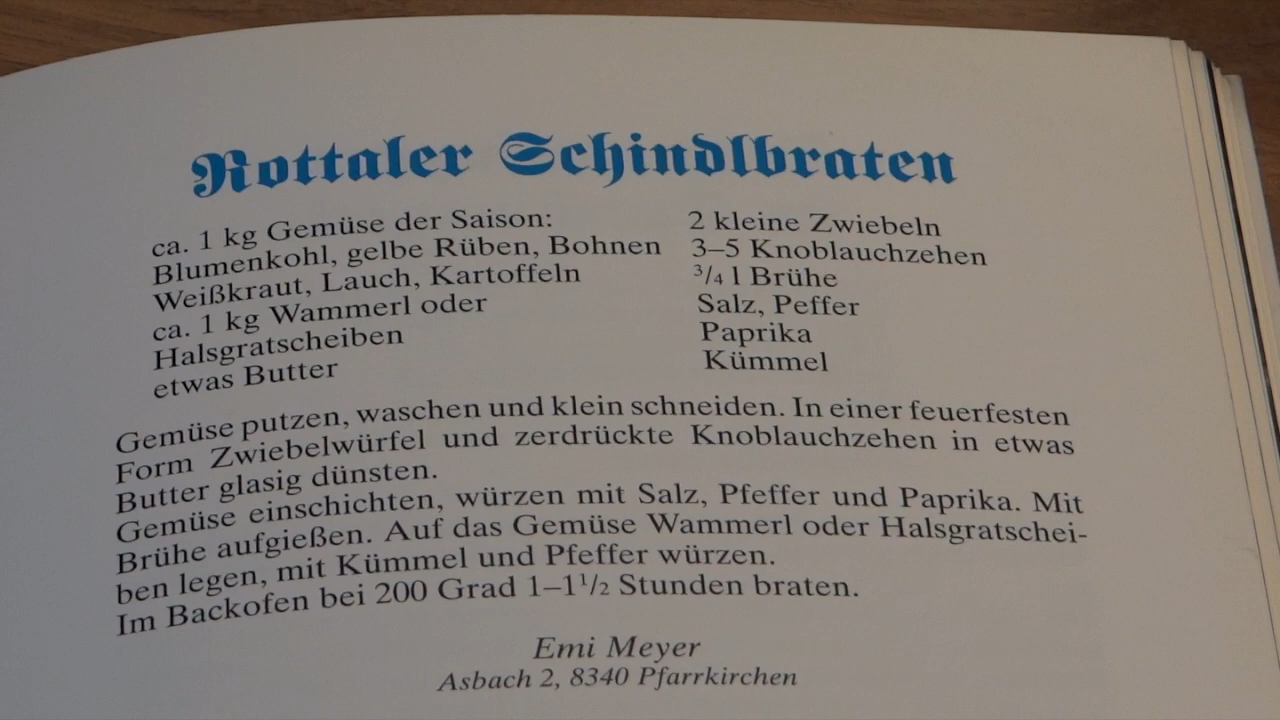 Rottaler Schindlbraten
ca. 1 kg Gemüse der Saison:
Blumenkohl, gelbe Rüben, Bohnen
Weißkraut, Lauch, Kartoffeln
ca. 1 kg Wammerl oder
Halsgratscheiben
etwas Butter
2 kleine Zwiebeln
3–5 Knoblauchzehen
³/₄ l Brühe
Salz, Peffer
Paprika
Kümmel
Gemüse putzen, waschen und klein schneiden. In einer feuerfesten
Form Zwiebelwürfel und zerdrückte Knoblauchzehen in etwas
Butter glasig dünsten.
Gemüse einschichten, würzen mit Salz, Pfeffer und Paprika. Mit
Brühe aufgießen. Auf das Gemüse Wammerl oder Halsgratschei-
ben legen, mit Kümmel und Pfeffer würzen.
Im Backofen bei 200 Grad 1–1¹/₂ Stunden braten.
Emi Meyer
Asbach 2, 8340 Pfarrkirchen